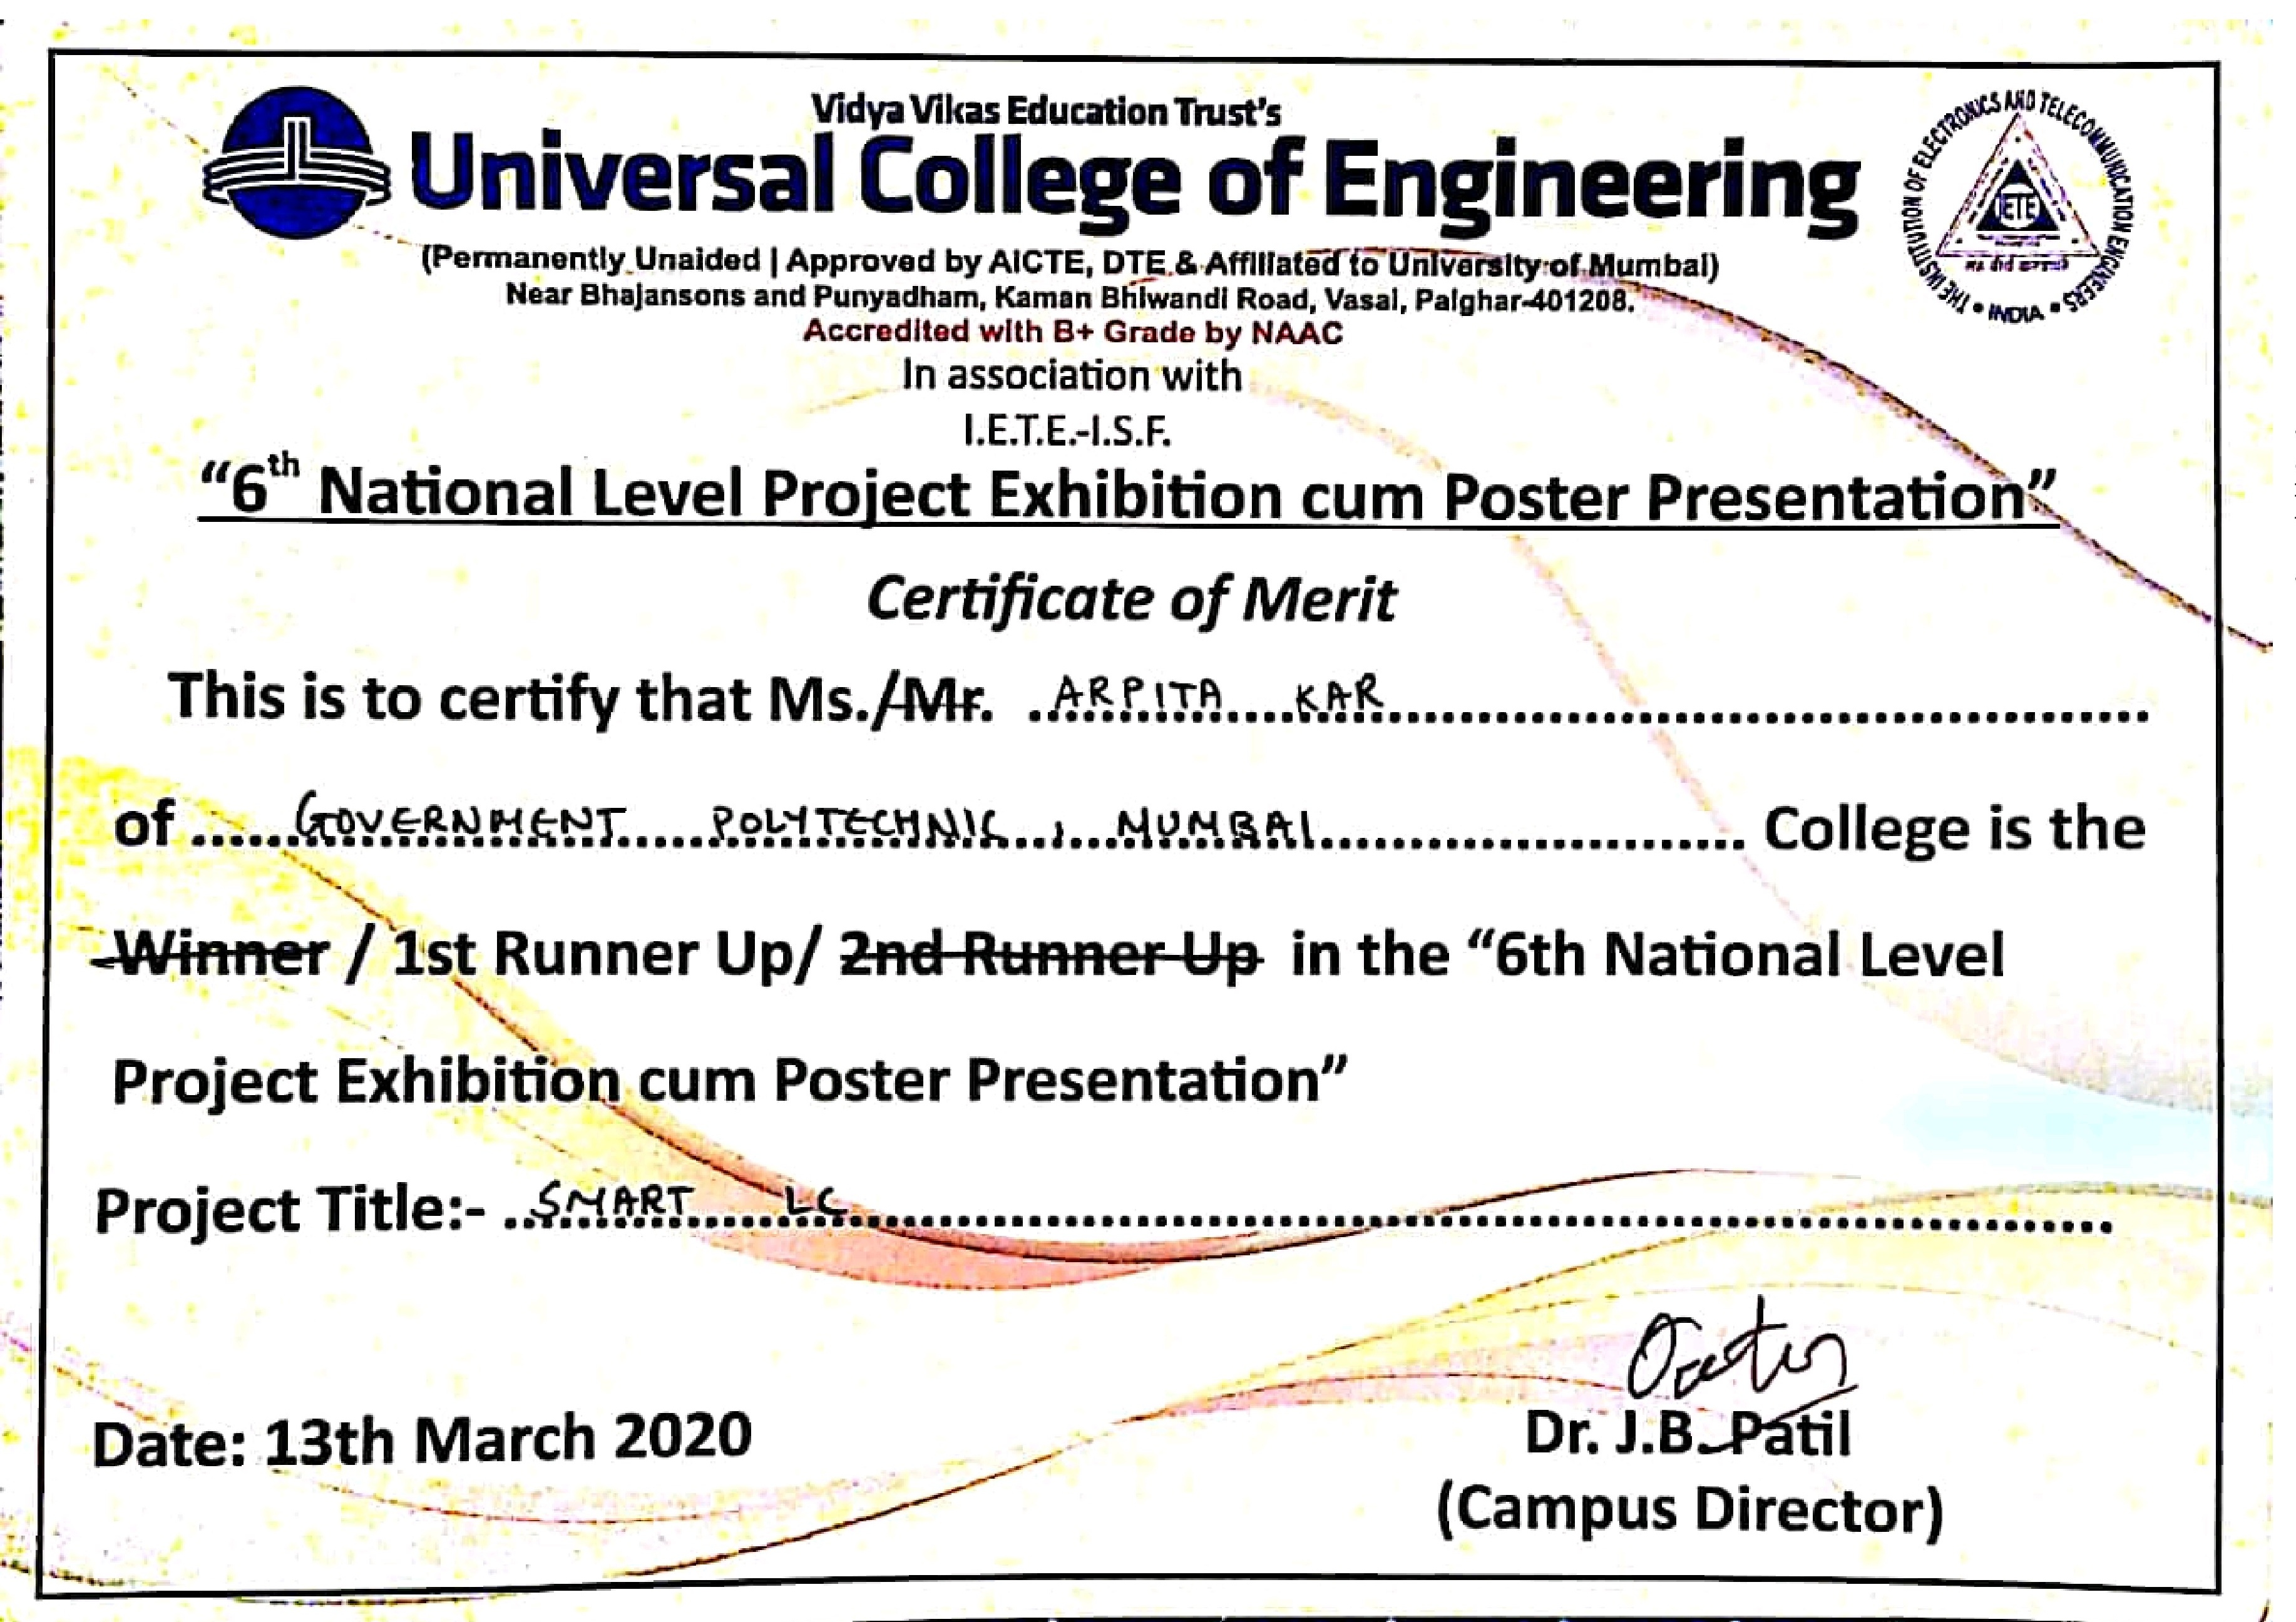 Vidya Vikas Education Trust's
Universal College of Engineering
(Permanently Unaided | Approved by AICTE, DTE & Affiliated to University of Mumbai)
Near Bhajansons and Punyadham, Kaman Bhiwandi Road, Vasai, Palghar-401208.
Accredited with B+ Grade by NAAC
THE INSTITUTION OF ELECTRONICS AND TELECOMMUNICATION ENGINEERS • INDIA •
IETE
In association with
I.E.T.E.-I.S.F.
“6th National Level Project Exhibition cum Poster Presentation”
Certificate of Merit
This is to certify that Ms./Mr. ARPITA KAR
of GOVERNMENT POLYTECHNIC, MUMBAI College is the
Winner / 1st Runner Up/ 2nd Runner Up in the “6th National Level
Project Exhibition cum Poster Presentation”
Project Title:- SMART LC
Date: 13th March 2020
Dr. J.B. Patil
(Campus Director)